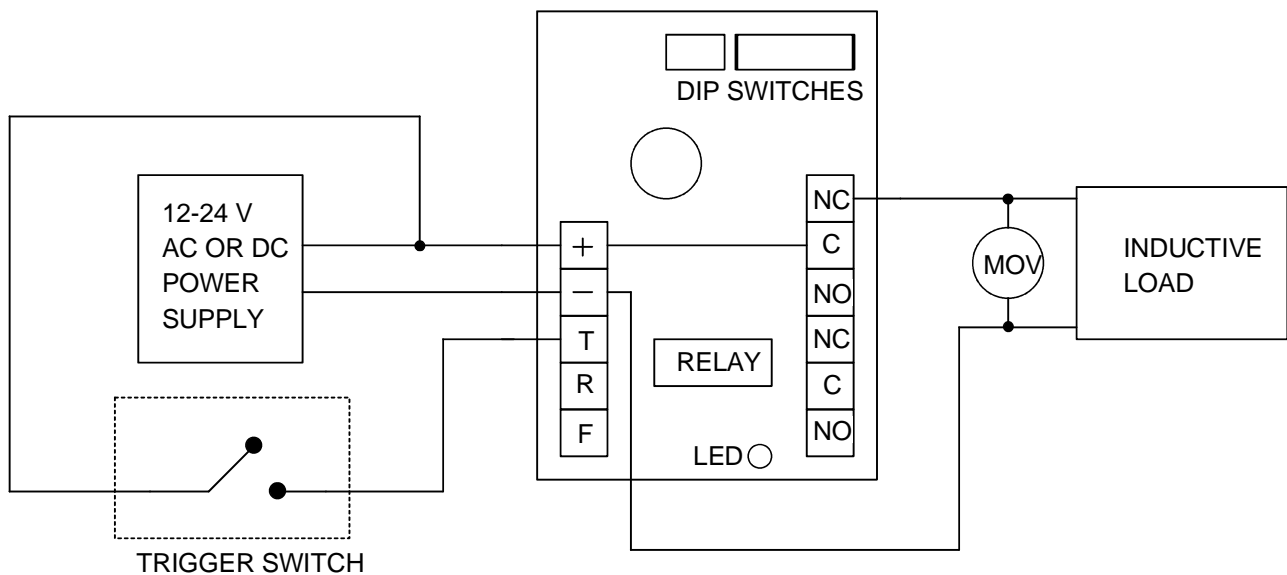 DIP SWITCHES
12-24 V
AC OR DC
POWER
SUPPLY
+
−
T
R
F
NC
C
NO
NC
C
NO
RELAY
LED
MOV
INDUCTIVE
LOAD
TRIGGER SWITCH